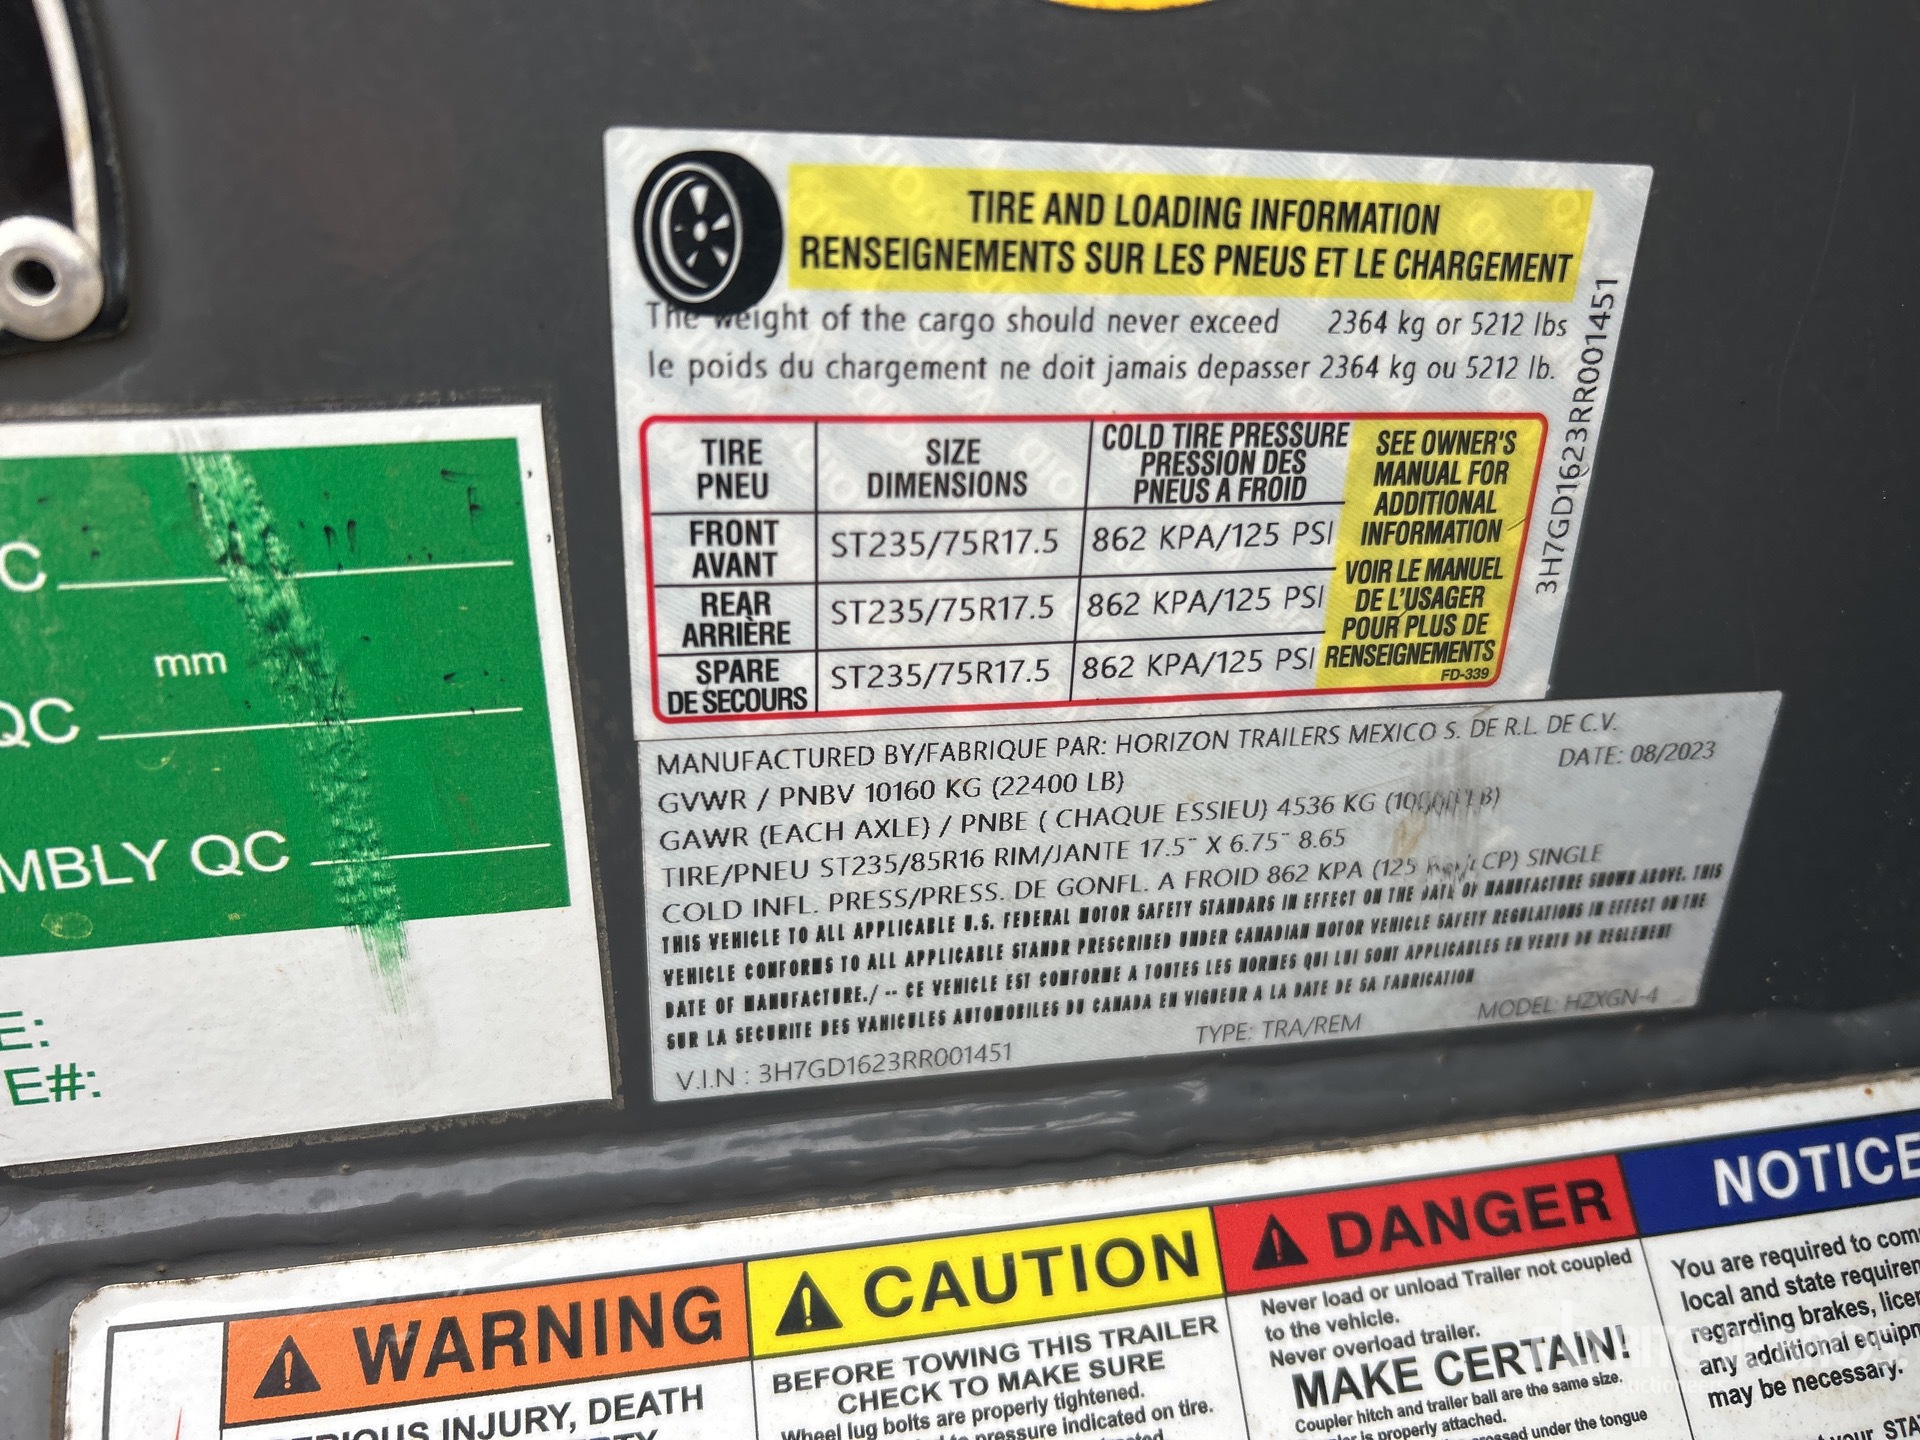 TIRE AND LOADING INFORMATION
RENSEIGNEMENTS SUR LES PNEUS ET LE CHARGEMENT
The weight of the cargo should never exceed 2364 kg or 5212 lbs
le poids du chargement ne doit jamais depasser 2364 kg ou 5212 lb.
TIRE
PNEU
SIZE
DIMENSIONS
COLD TIRE PRESSURE
PRESSION DES
PNEUS A FROID
FRONT
AVANT
ST235/75R17.5
862 KPA/125 PSI
REAR
ARRIÈRE
ST235/75R17.5
862 KPA/125 PSI
SPARE
DE SECOURS
ST235/75R17.5
862 KPA/125 PSI
SEE OWNER'S
MANUAL FOR
ADDITIONAL
INFORMATION
VOIR LE MANUEL
DE L'USAGER
POUR PLUS DE
RENSEIGNEMENTS
FD-339
3H7GD1623RR001451
MANUFACTURED BY/FABRIQUE PAR: HORIZON TRAILERS MEXICO S. DE R.L. DE C.V.
DATE: 08/2023
GVWR / PNBV 10160 KG (22400 LB)
GAWR (EACH AXLE) / PNBE ( CHAQUE ESSIEU) 4536 KG
TIRE/PNEU ST235/85R16 RIM/JANTE 17.5" X 6.75" 8.65
COLD INFL. PRESS/PRESS. DE GONFL. A FROID 862 KPA (125 SINGLE
THIS VEHICLE TO ALL APPLICABLE U.S. FEDERAL MOTOR SAFETY STANDARS IN EFFECT ON THE DATE OF MANUFACTURE SHOWN ABOVE. THIS
VEHICLE CONFORMS TO ALL APPLICABLE STANDR PRESCRIBED UNDER CANADIAN MOTOR VEHICLE SAFETY REGULATIONS IN EFFECT ON THE
DATE OF MANUFACTURE./ -- CE VEHICLE EST CONFORME A TOUTES LES NORMES QUI LUI SONT APPLICABLES EN VERTU DU REGLEMENT
SUR LA SECURITE DES VAHICULES AUTOMOBILES DU CANADA EN VIGUEUR A LA DATE DE SA FABRICATION
V.I.N : 3H7GD1623RR001451
TYPE: TRA/REM
MODEL: HZXGN-4
C
mm
QC
MBLY QC
E:
E#:
WARNING
SERIOUS INJURY, DEATH
CAUTION
BEFORE TOWING THIS TRAILER
CHECK TO MAKE SURE
Wheel lug bolts are properly tightened.
pressure indicated on tire.
DANGER
Never load or unload Trailer not coupled
to the vehicle.
Never overload trailer.
MAKE CERTAIN!
Coupler hitch and trailer ball are the same size.
Coupler is properly attached.
under the tongue
NOTICE
You are required to com
local and state requirem
regarding brakes, licen
any additional equipm
may be necessary.
your STA